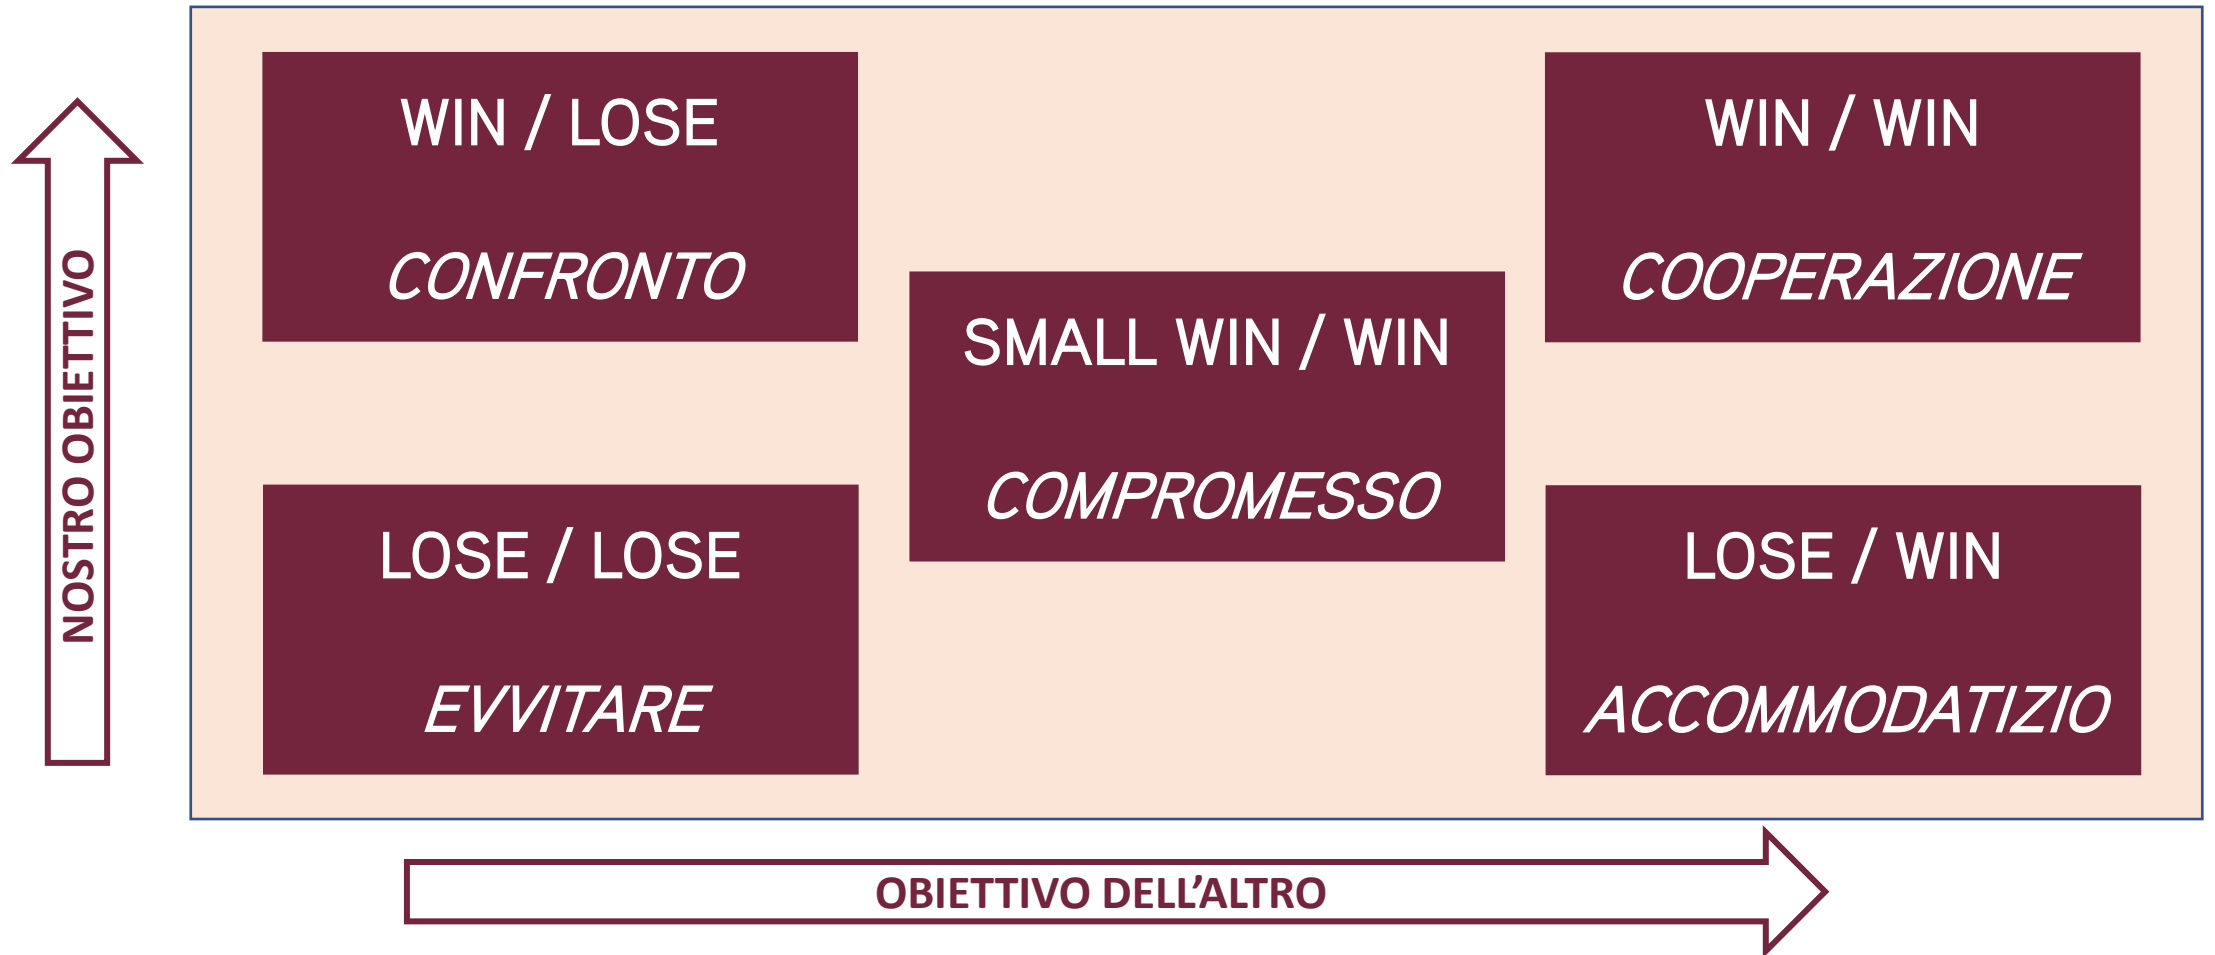 NOSTRO OBIETTIVO
WIN / LOSE
CONFRONTO
WIN / WIN
COOPERAZIONE
SMALL WIN / WIN
COMPROMESSO
LOSE / LOSE
EVVITARE
LOSE / WIN
ACCOMMODATIZIO
OBIETTIVO DELL’ALTRO